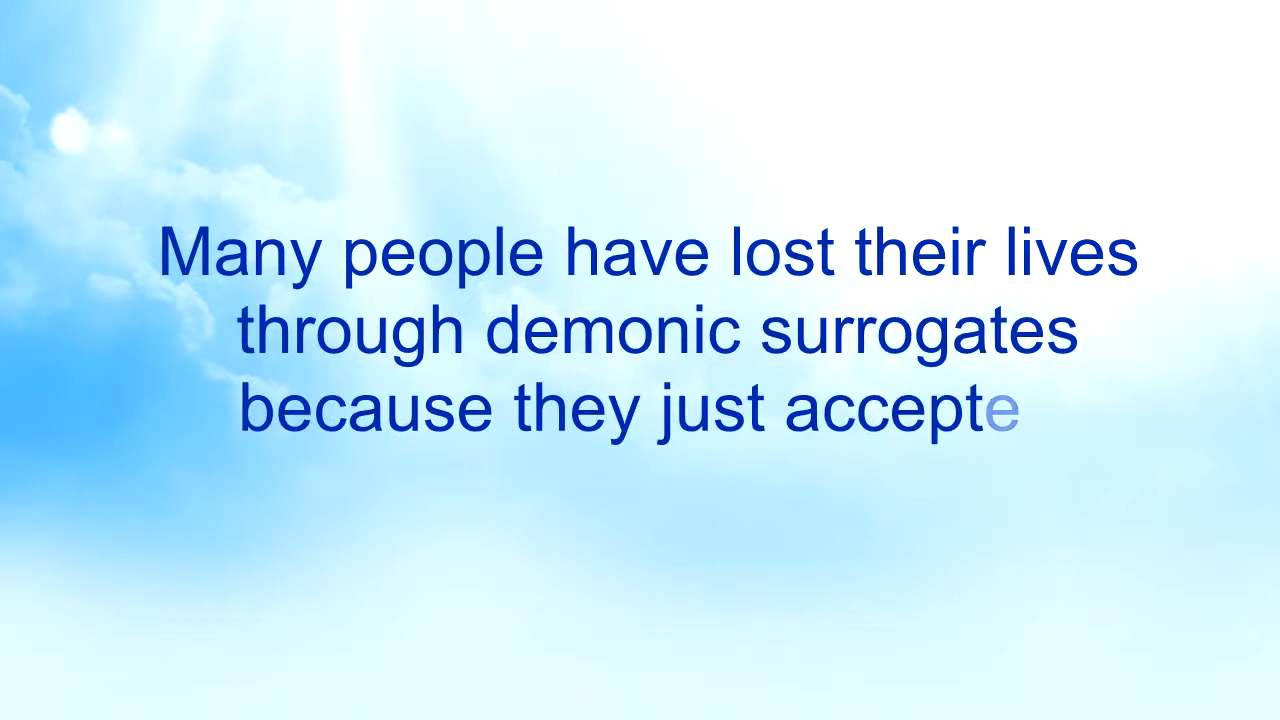 Many people have lost their lives
through demonic surrogates
because they just accepte